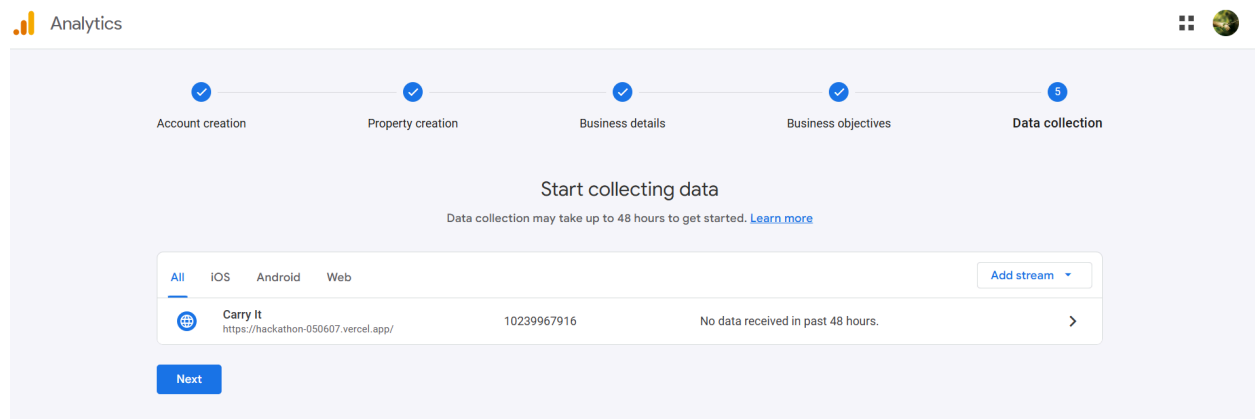 Analytics
5
Account creation
Property creation
Business details
Business objectives
Data collection
Start collecting data
Data collection may take up to 48 hours to get started. Learn more
All iOS Android Web Add stream
Carry It
https://hackathon-050607.vercel.app/
10239967916
No data received in past 48 hours.
Next